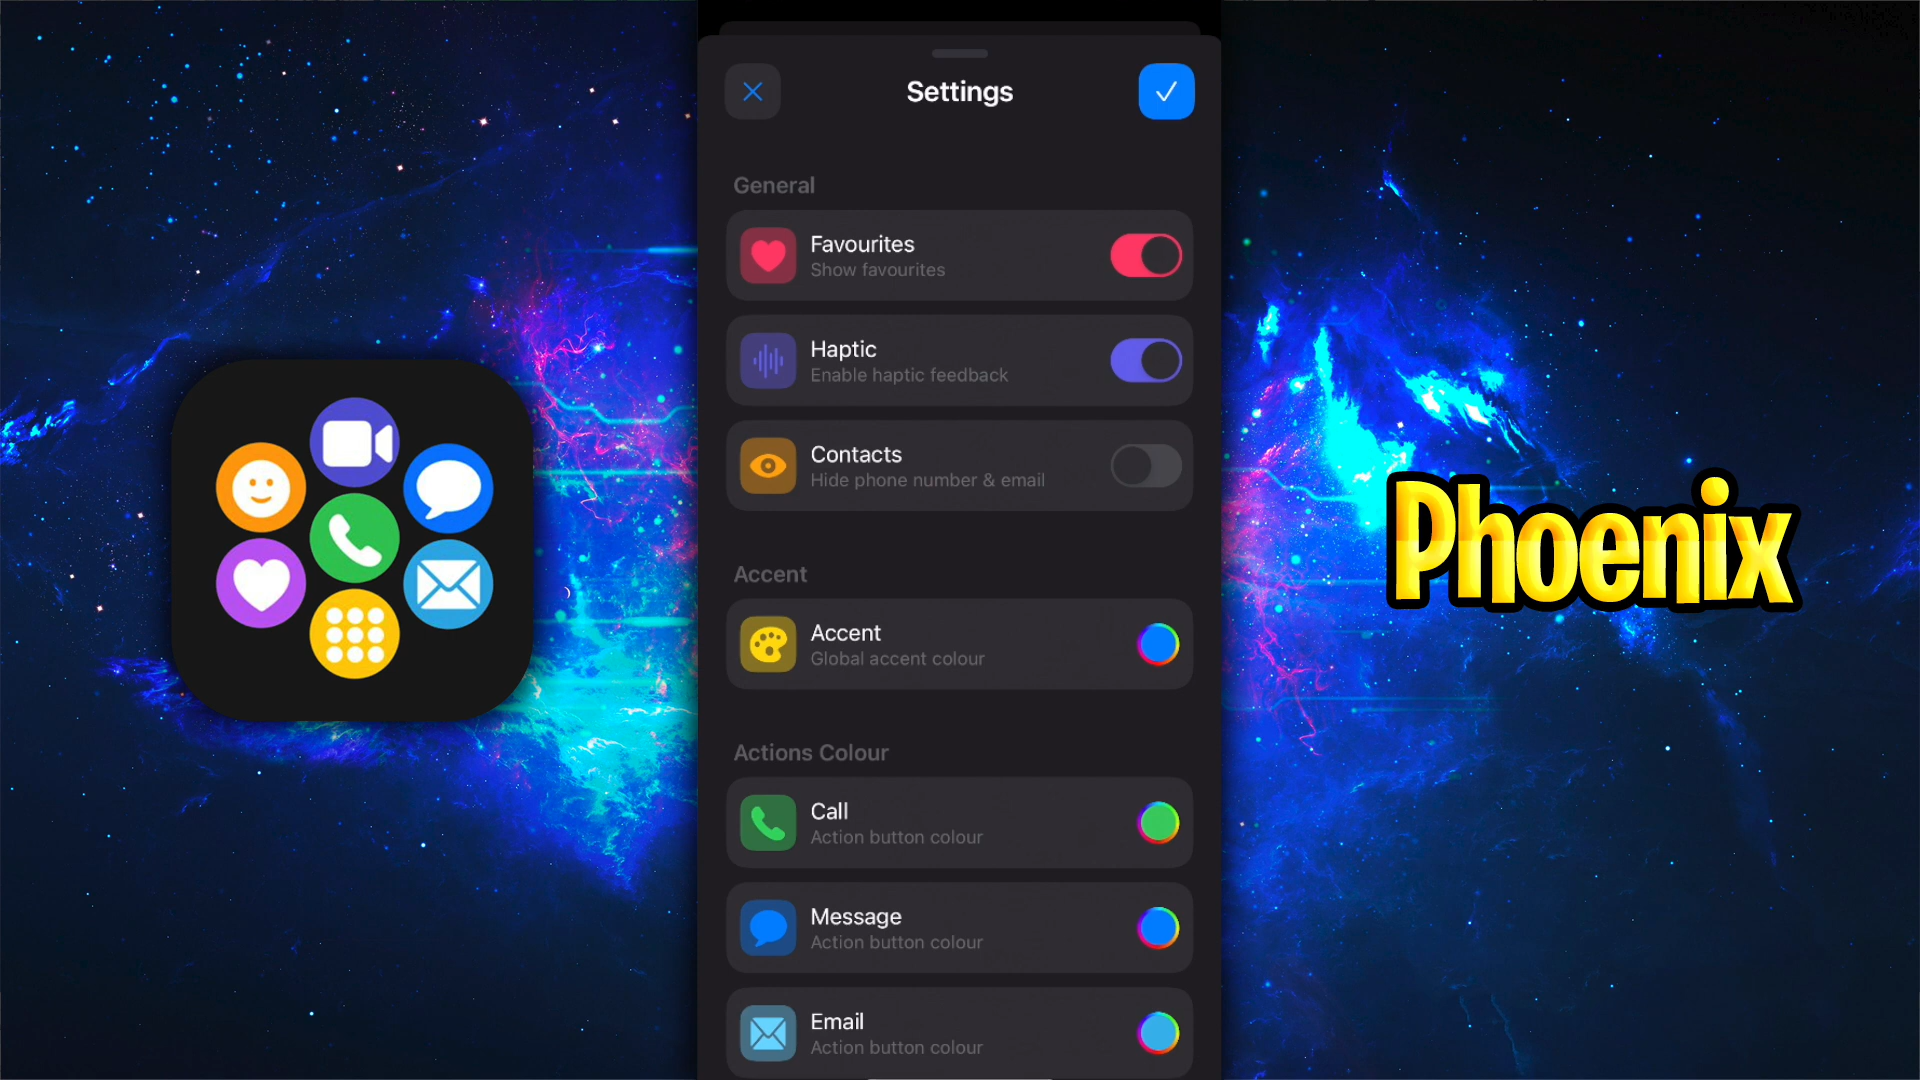 Settings
General
Favourites
Show favourites
Haptic
Enable haptic feedback
Contacts
Hide phone number & email
Accent
Accent
Global accent colour
Actions Colour
Call
Action button colour
Message
Action button colour
Email
Action button colour
Phoenix